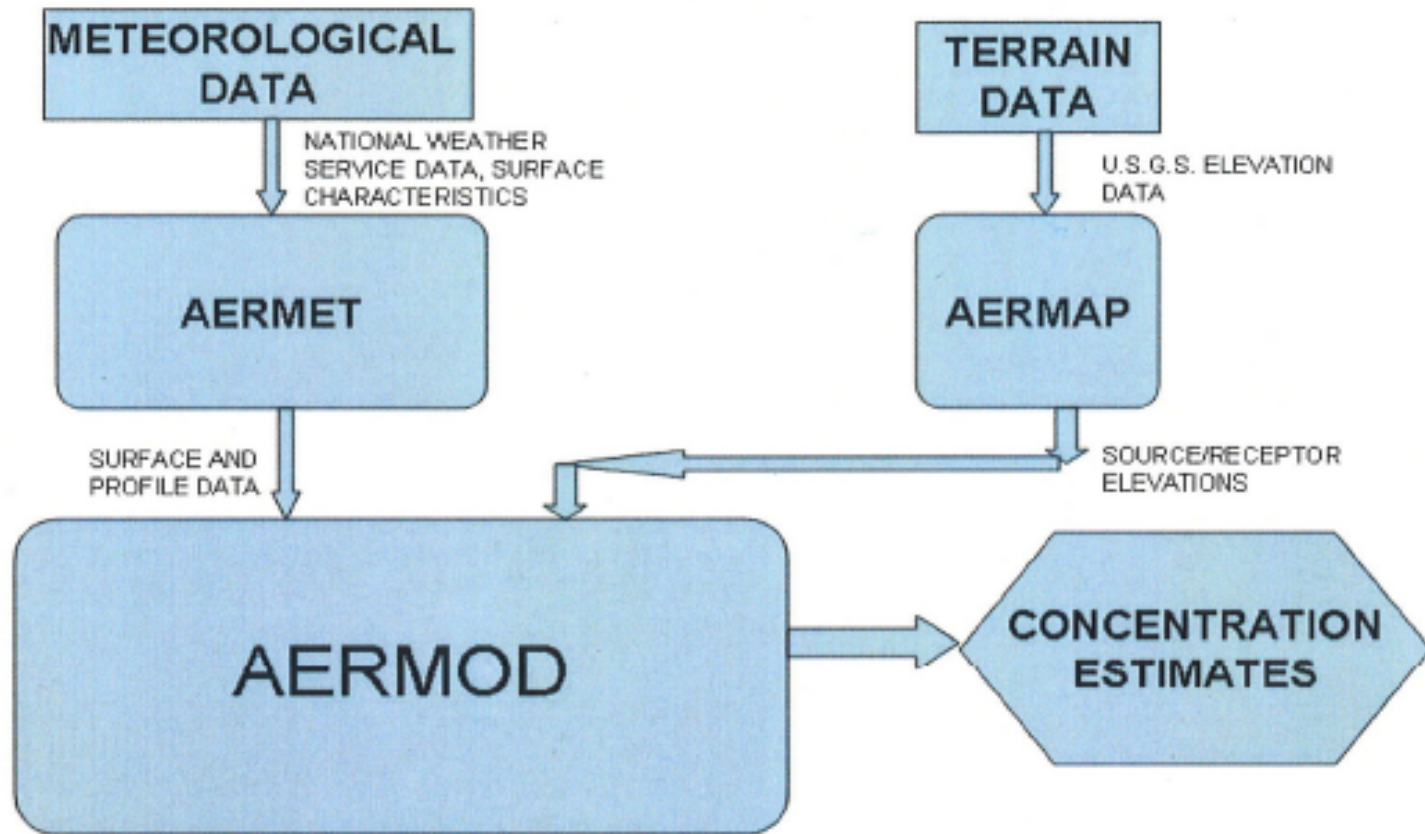 METEOROLOGICAL
DATA
TERRAIN
DATA
NATIONAL WEATHER
SERVICE DATA, SURFACE
CHARACTERISTICS
U.S.G.S. ELEVATION
DATA
AERMET
AERMAP
SURFACE AND
PROFILE DATA
SOURCE/RECEPTOR
ELEVATIONS
AERMOD
CONCENTRATION
ESTIMATES